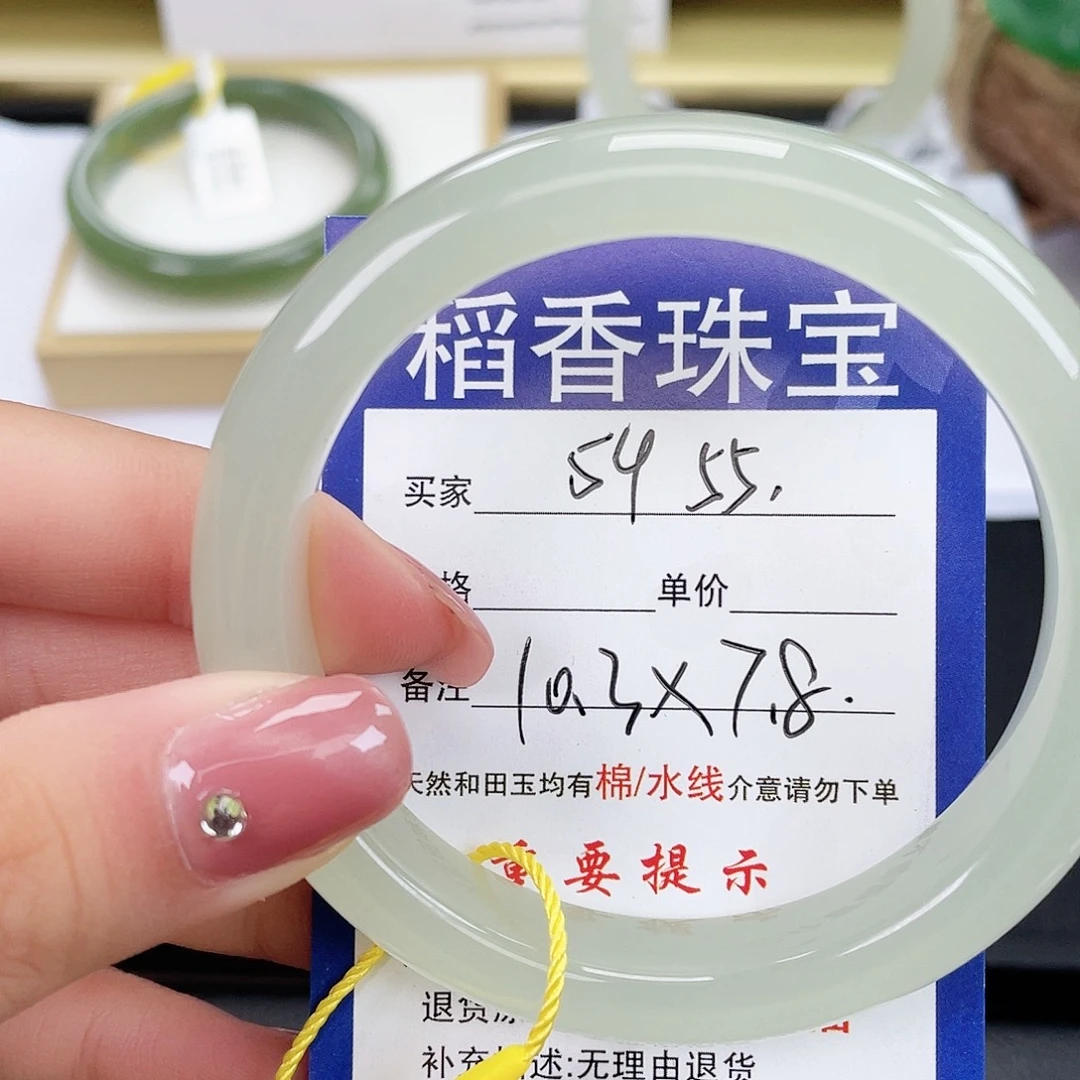 稻香珠宝
买家 54 55.
格 单价
备注 10.3×7.8.
天然和田玉均有棉/水线介意请勿下单
重要提示
退货
补充 述:无理由退货